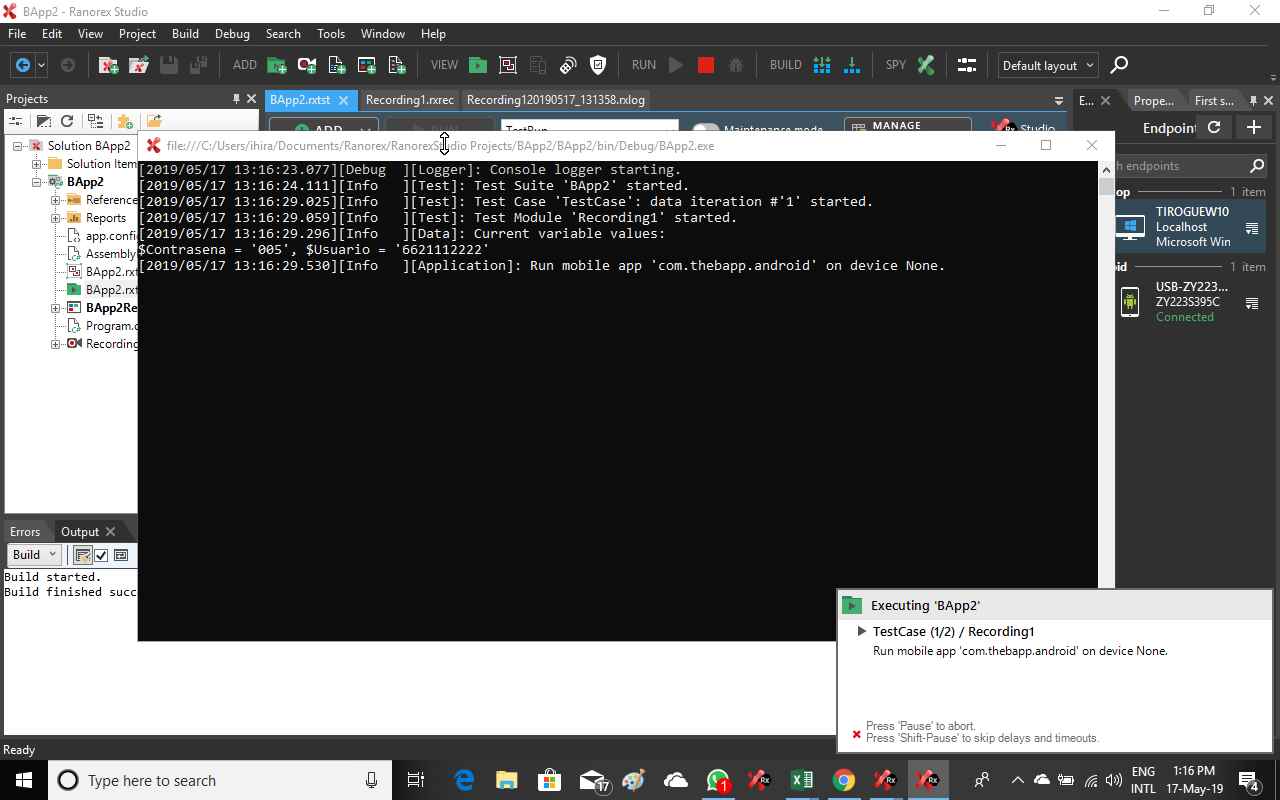 BApp2 - Ranorex Studio
File Edit View Project Build Debug Search Tools Window Help
ADD VIEW RUN BUILD SPY Default layout
Projects
BApp2.rxtst Recording1.rxrec Recording120190517_131358.rxlog
E... Prope... First s...
ADD RUN TestRun Maintenance mode MANAGE Studio
Endpoint
Solution BApp2
Solution Item
BApp2
Reference
Reports
app.confi
Assembly
BApp2.rxt
BApp2.rxt
BApp2Re
Program.c
Recording
file:///C:/Users/ihira/Documents/Ranorex/RanorexStudio Projects/BApp2/BApp2/bin/Debug/BApp2.exe
[2019/05/17 13:16:23.077][Debug  ][Logger]: Console logger starting.
[2019/05/17 13:16:24.111][Info   ][Test]: Test Suite 'BApp2' started.
[2019/05/17 13:16:29.025][Info   ][Test]: Test Case 'TestCase': data iteration #'1' started.
[2019/05/17 13:16:29.059][Info   ][Test]: Test Module 'Recording1' started.
[2019/05/17 13:16:29.296][Info   ][Data]: Current variable values:
$Contrasena = '005', $Usuario = '6621112222'
[2019/05/17 13:16:29.530][Info   ][Application]: Run mobile app 'com.thebapp.android' on device None.
h endpoints
op 1 item
TIROGUEW10
Localhost
Microsoft Win
oid 1 item
USB-ZY223...
ZY223S395C
Connected
Errors Output
Build
Build started.
Build finished succ
Executing 'BApp2'
TestCase (1/2) / Recording1
Run mobile app 'com.thebapp.android' on device None.
Press 'Pause' to abort.
Press 'Shift-Pause' to skip delays and timeouts.
Ready
Type here to search
17
1
ENG
INTL
1:16 PM
17-May-19
4